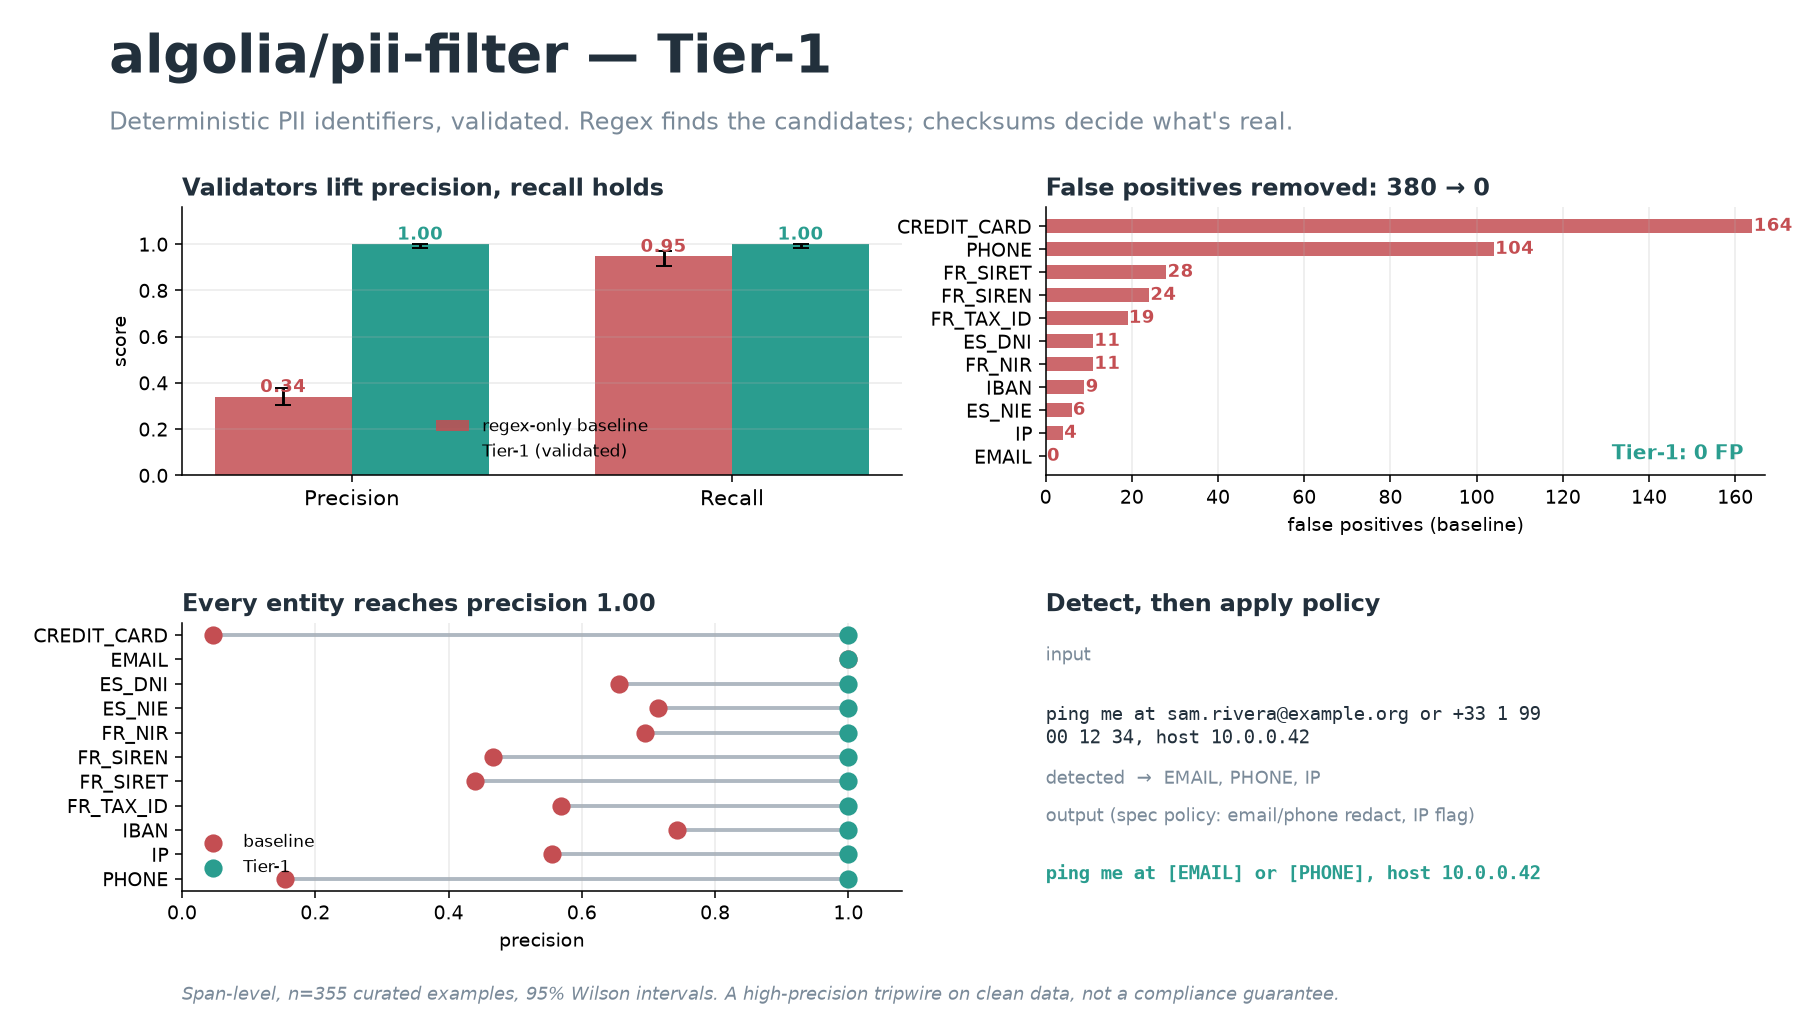 algolia/pii-filter — Tier-1
Deterministic PII identifiers, validated. Regex finds the candidates; checksums decide what's real.
Validators lift precision, recall holds
score
1.0
0.8
0.6
0.4
0.2
0.0
0.34
1.00
0.95
1.00
regex-only baseline
Tier-1 (validated)
Precision
Recall
False positives removed: 380 → 0
CREDIT_CARD 164
PHONE 104
FR_SIRET 28
FR_SIREN 24
FR_TAX_ID 19
ES_DNI 11
FR_NIR 11
IBAN 9
ES_NIE 6
IP 4
EMAIL 0
Tier-1: 0 FP
0 20 40 60 80 100 120 140 160
false positives (baseline)
Every entity reaches precision 1.00
CREDIT_CARD
EMAIL
ES_DNI
ES_NIE
FR_NIR
FR_SIREN
FR_SIRET
FR_TAX_ID
IBAN
IP
PHONE
baseline
Tier-1
0.0 0.2 0.4 0.6 0.8 1.0
precision
Detect, then apply policy
input
ping me at sam.rivera@example.org or +33 1 99
00 12 34, host 10.0.0.42
detected → EMAIL, PHONE, IP
output (spec policy: email/phone redact, IP flag)
ping me at [EMAIL] or [PHONE], host 10.0.0.42
Span-level, n=355 curated examples, 95% Wilson intervals. A high-precision tripwire on clean data, not a compliance guarantee.